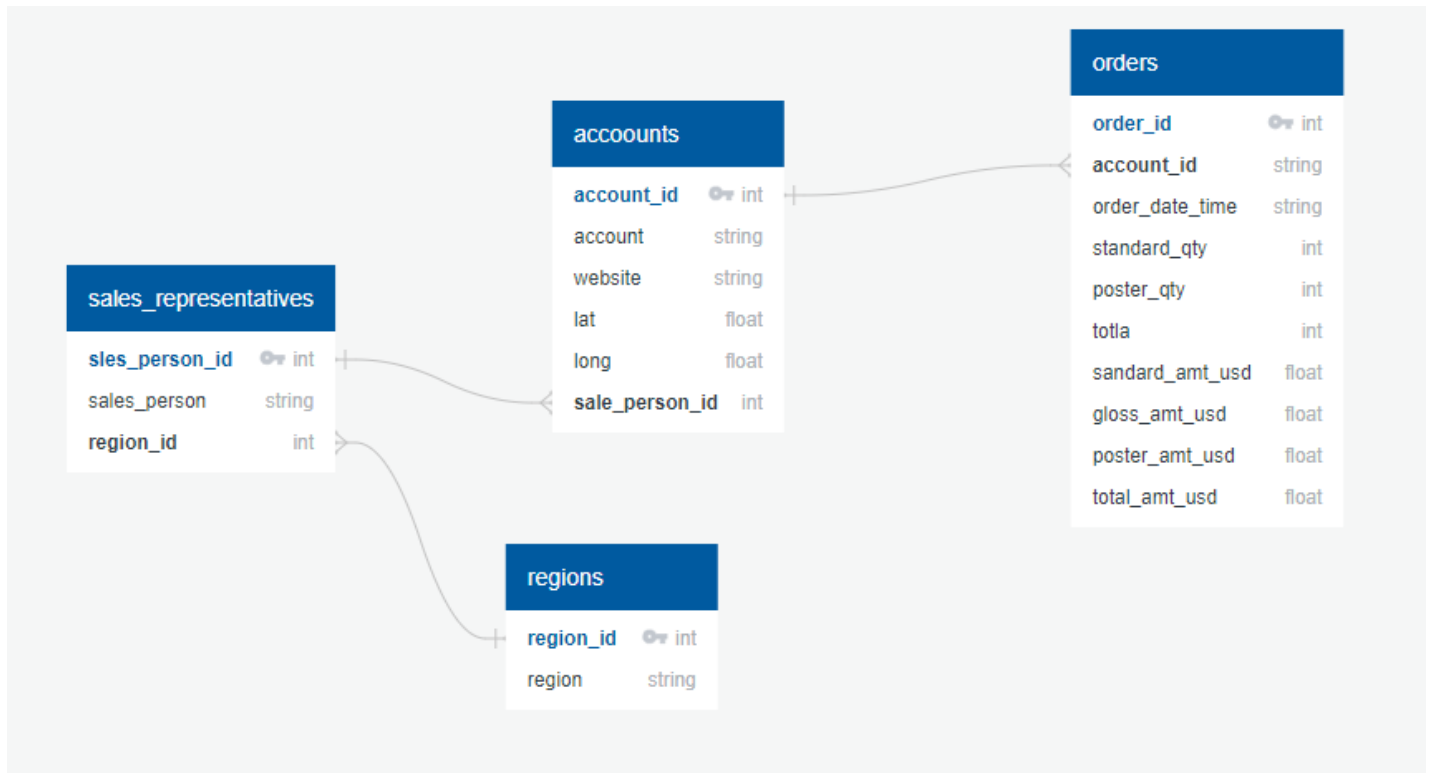 orders
order_id int
account_id string
order_date_time string
standard_qty int
poster_qty int
totla int
sandard_amt_usd float
gloss_amt_usd float
poster_amt_usd float
total_amt_usd float
accoounts
account_id int
account string
website string
lat float
long float
sale_person_id int
sales_representatives
sles_person_id int
sales_person string
region_id int
regions
region_id int
region string